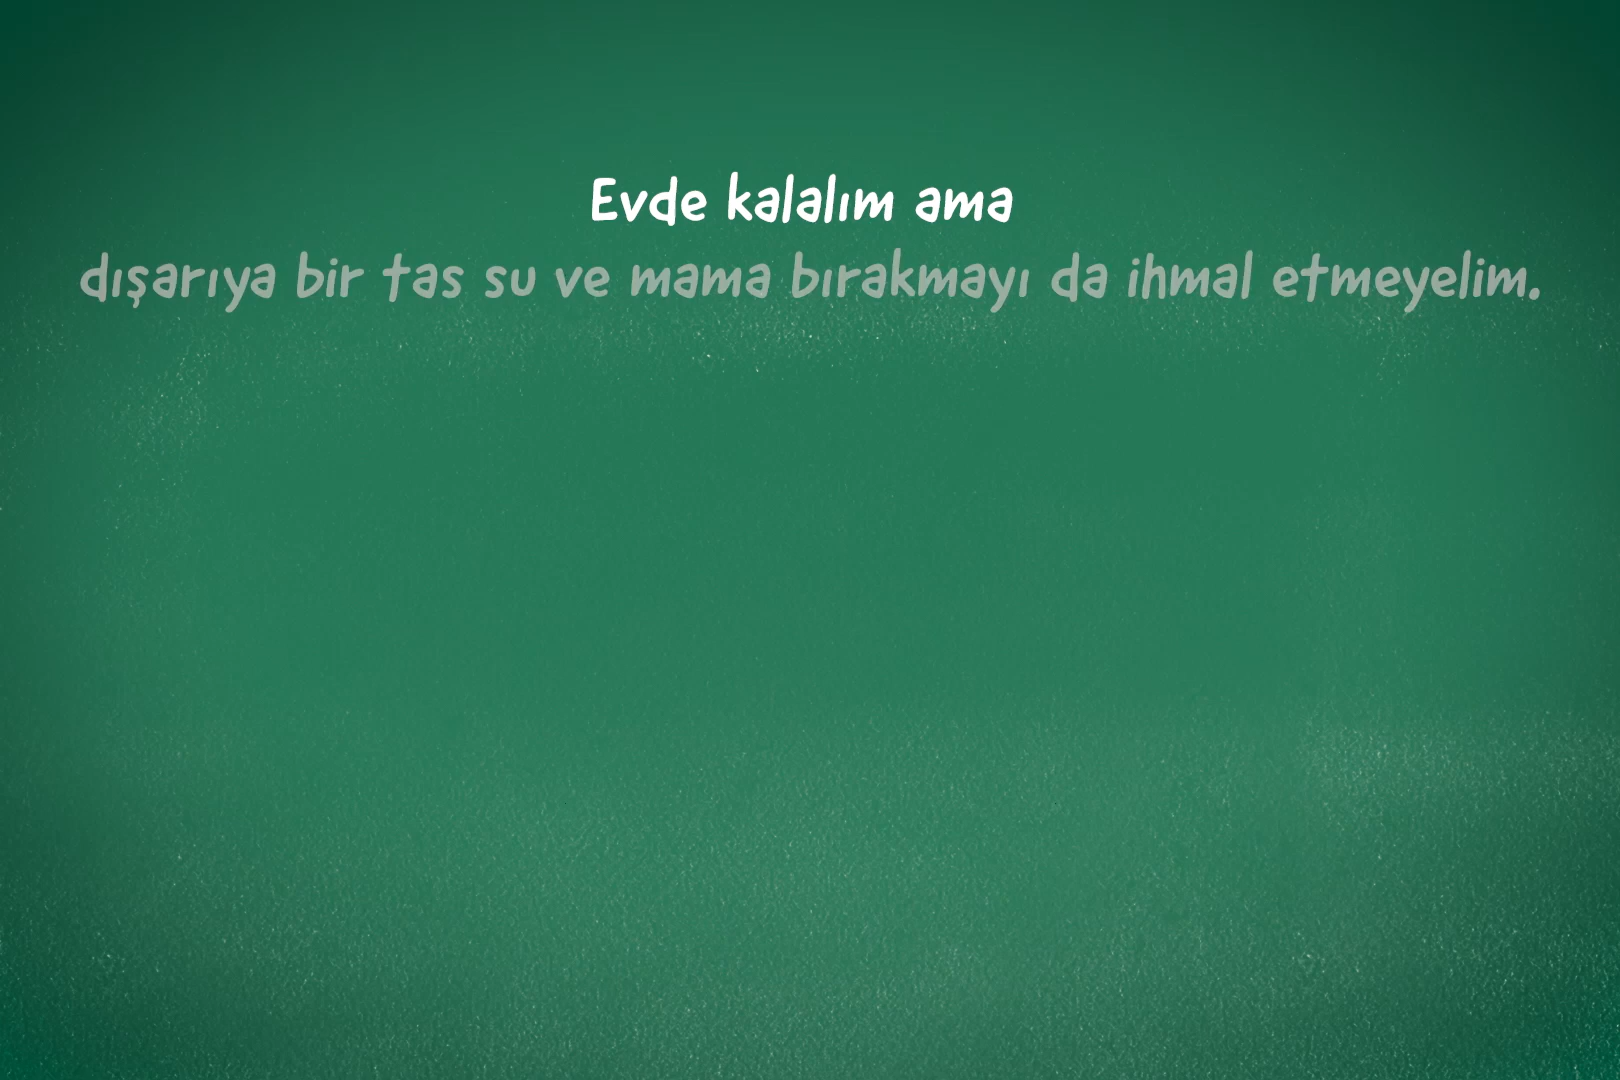 Evde kalalım ama
dışarıya bir tas su ve mama bırakmayı da ihmal etmeyelim.